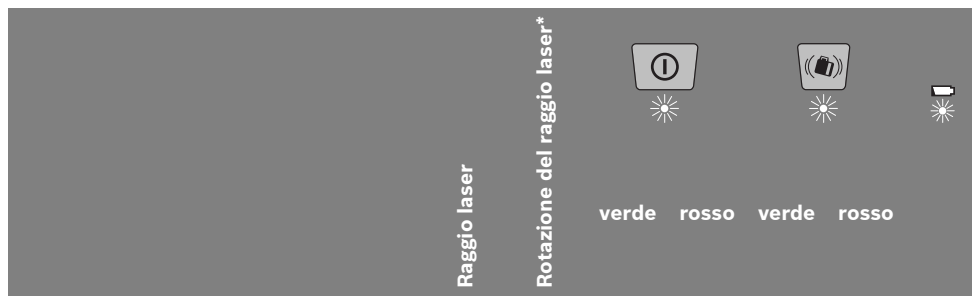 Raggio laser
Rotazione del raggio laser*
verde rosso verde rosso